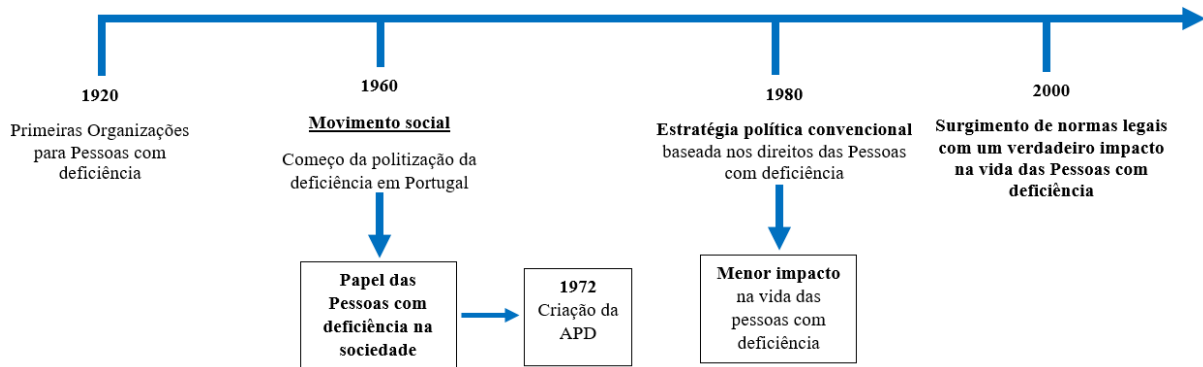 1920
Primeiras Organizações
para Pessoas com
deficiência
1960
Movimento social
Começo da politização da
deficiência em Portugal
Papel das
Pessoas com
deficiência na
sociedade
1972
Criação da
APD
1980
Estratégia política convencional
baseada nos direitos das Pessoas
com deficiência
Menor impacto
na vida das
pessoas com
deficiência
2000
Surgimento de normas legais
com um verdadeiro impacto
na vida das Pessoas com
deficiência